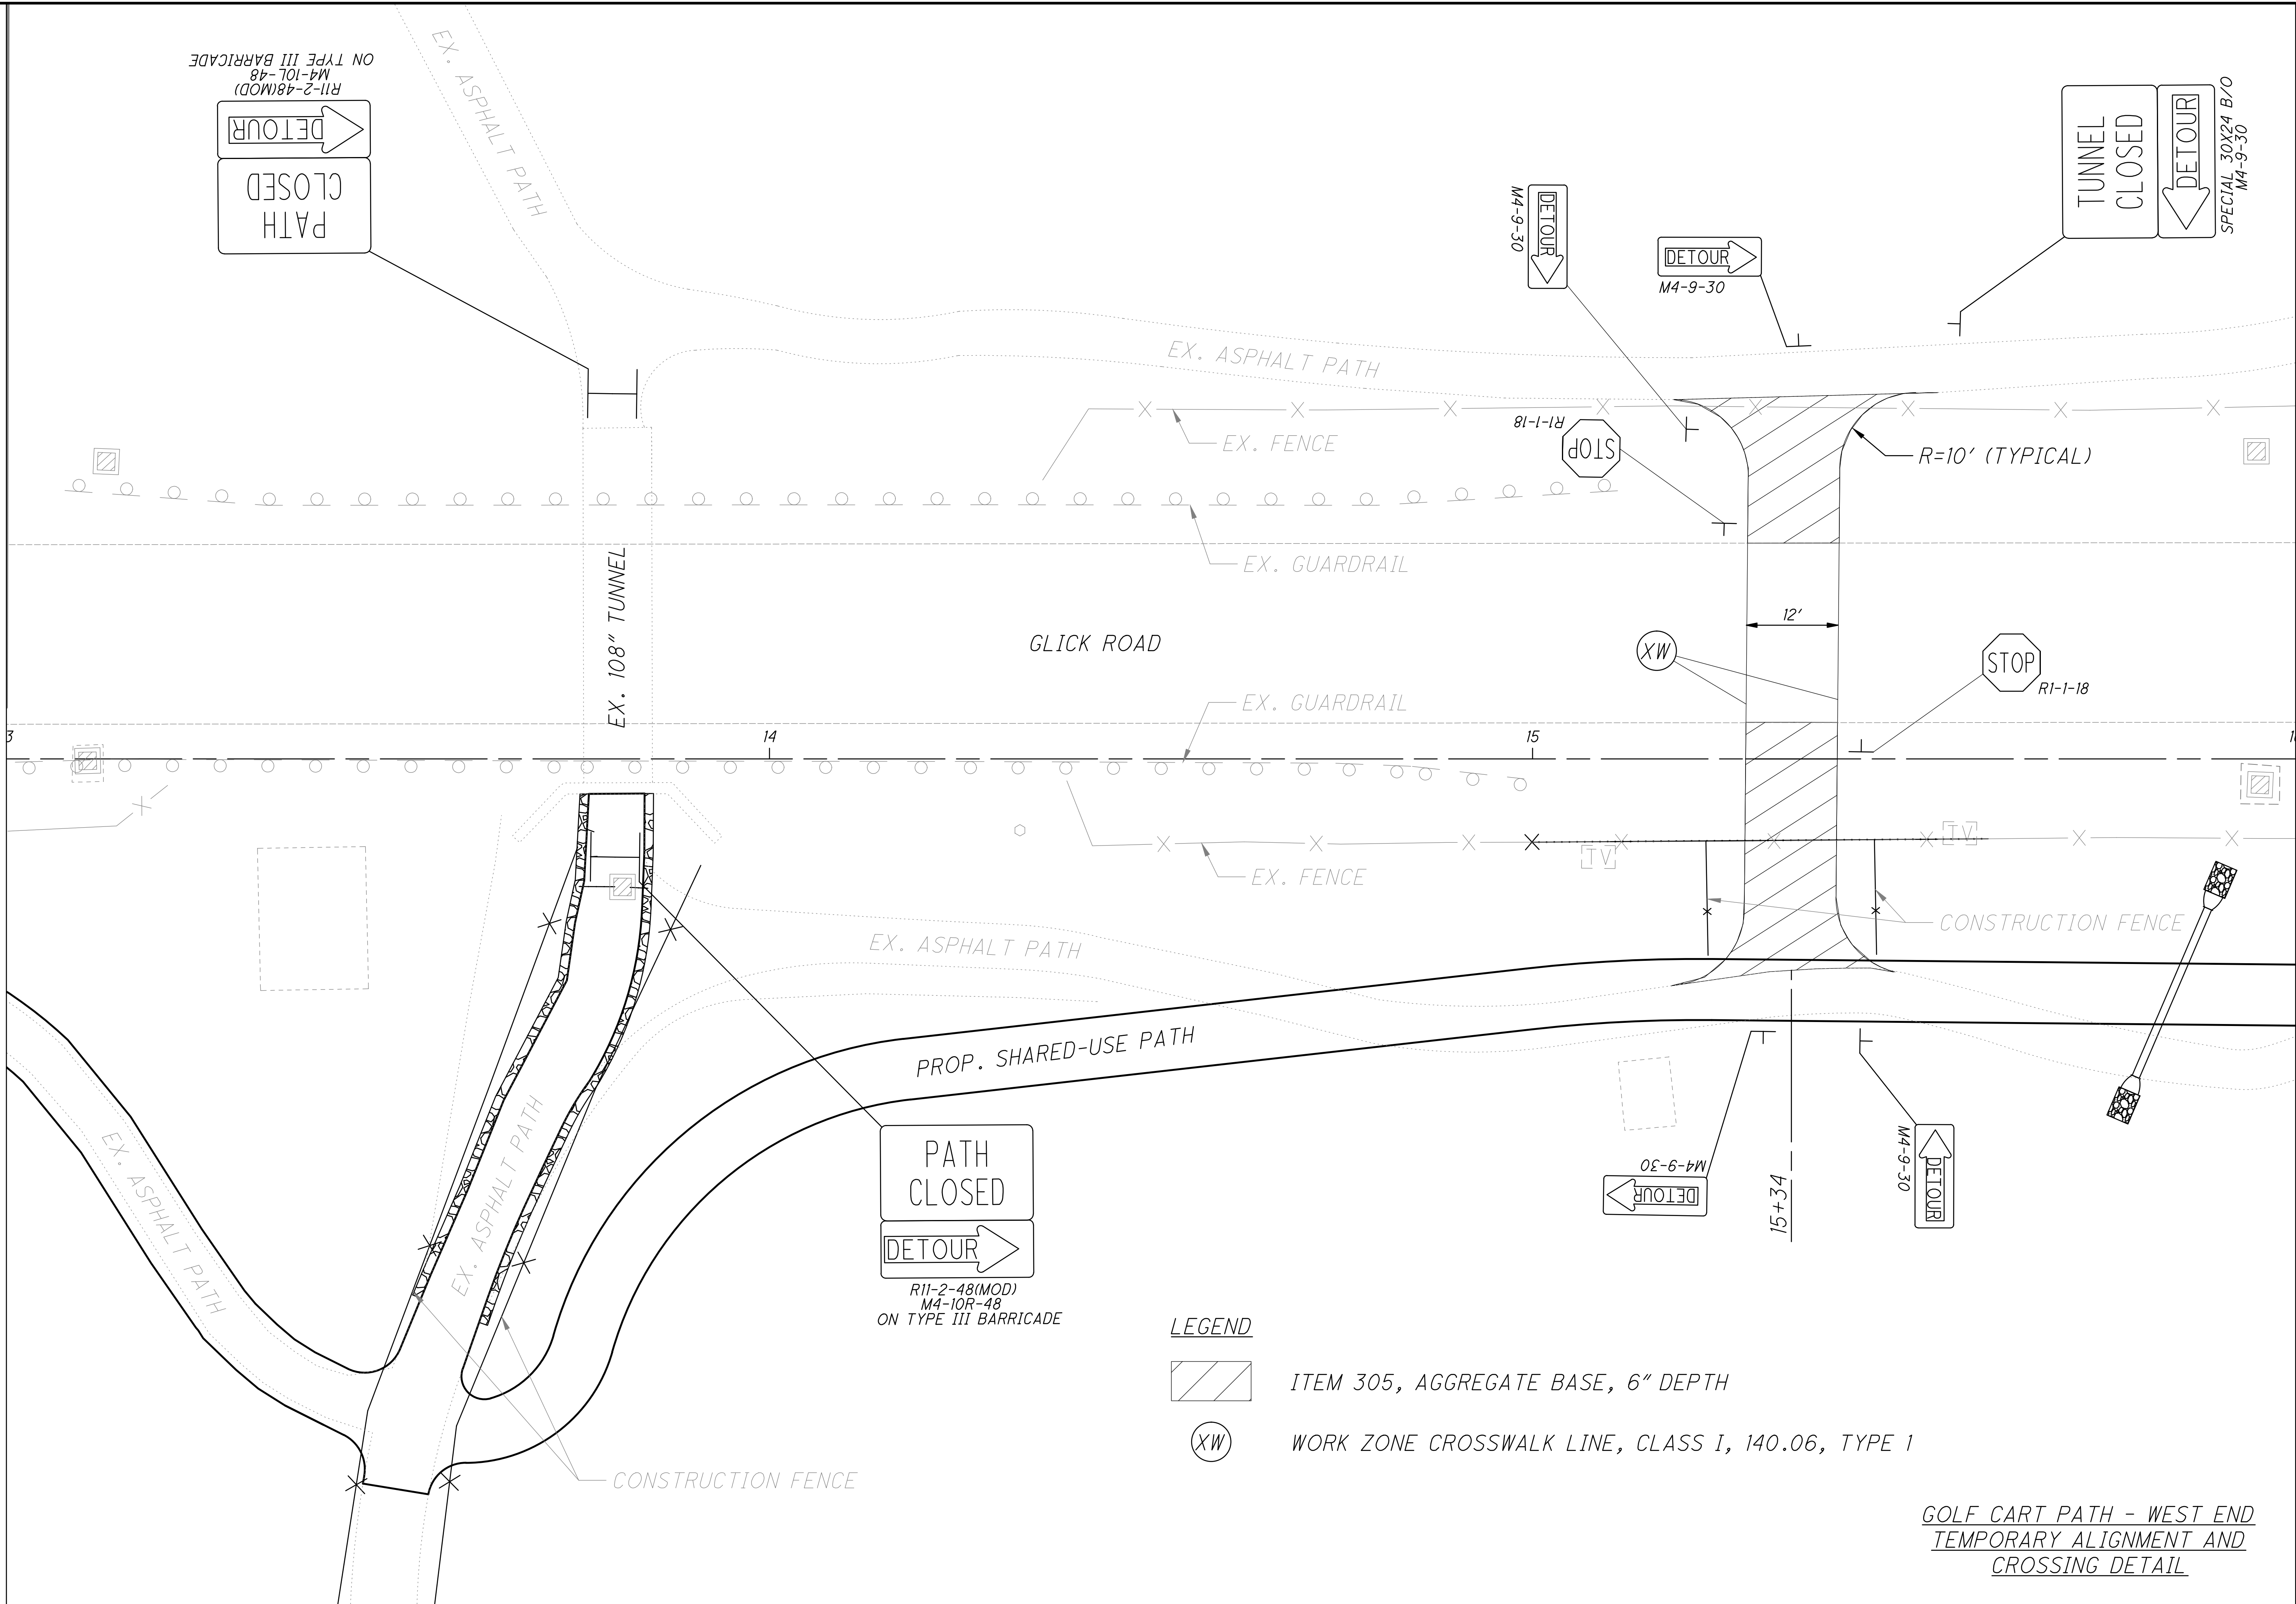 ON TYPE III BARRICADE
M4-10L-48
R11-2-48(MOD)
DETOUR
PATH
CLOSED
EX. ASPHALT PATH
TUNNEL
CLOSED
DETOUR
SPECIAL 30X24 B/O
M4-9-30
M4-9-30
DETOUR
DETOUR
M4-9-30
EX. ASPHALT PATH
EX. FENCE
R1-1-18
STOP
R=10' (TYPICAL)
EX. GUARDRAIL
EX. 108" TUNNEL
GLICK ROAD
12'
XW
STOP
R1-1-18
EX. GUARDRAIL
3
14
15
TV
TV
EX. FENCE
CONSTRUCTION FENCE
EX. ASPHALT PATH
PROP. SHARED-USE PATH
EX. ASPHALT PATH
EX. ASPHALT PATH
PATH
CLOSED
DETOUR
R11-2-48(MOD)
M4-10R-48
ON TYPE III BARRICADE
M4-9-30
DETOUR
15+34
M4-9-30
DETOUR
CONSTRUCTION FENCE
LEGEND
ITEM 305, AGGREGATE BASE, 6" DEPTH
XW WORK ZONE CROSSWALK LINE, CLASS I, 140.06, TYPE 1
GOLF CART PATH - WEST END
TEMPORARY ALIGNMENT AND
CROSSING DETAIL